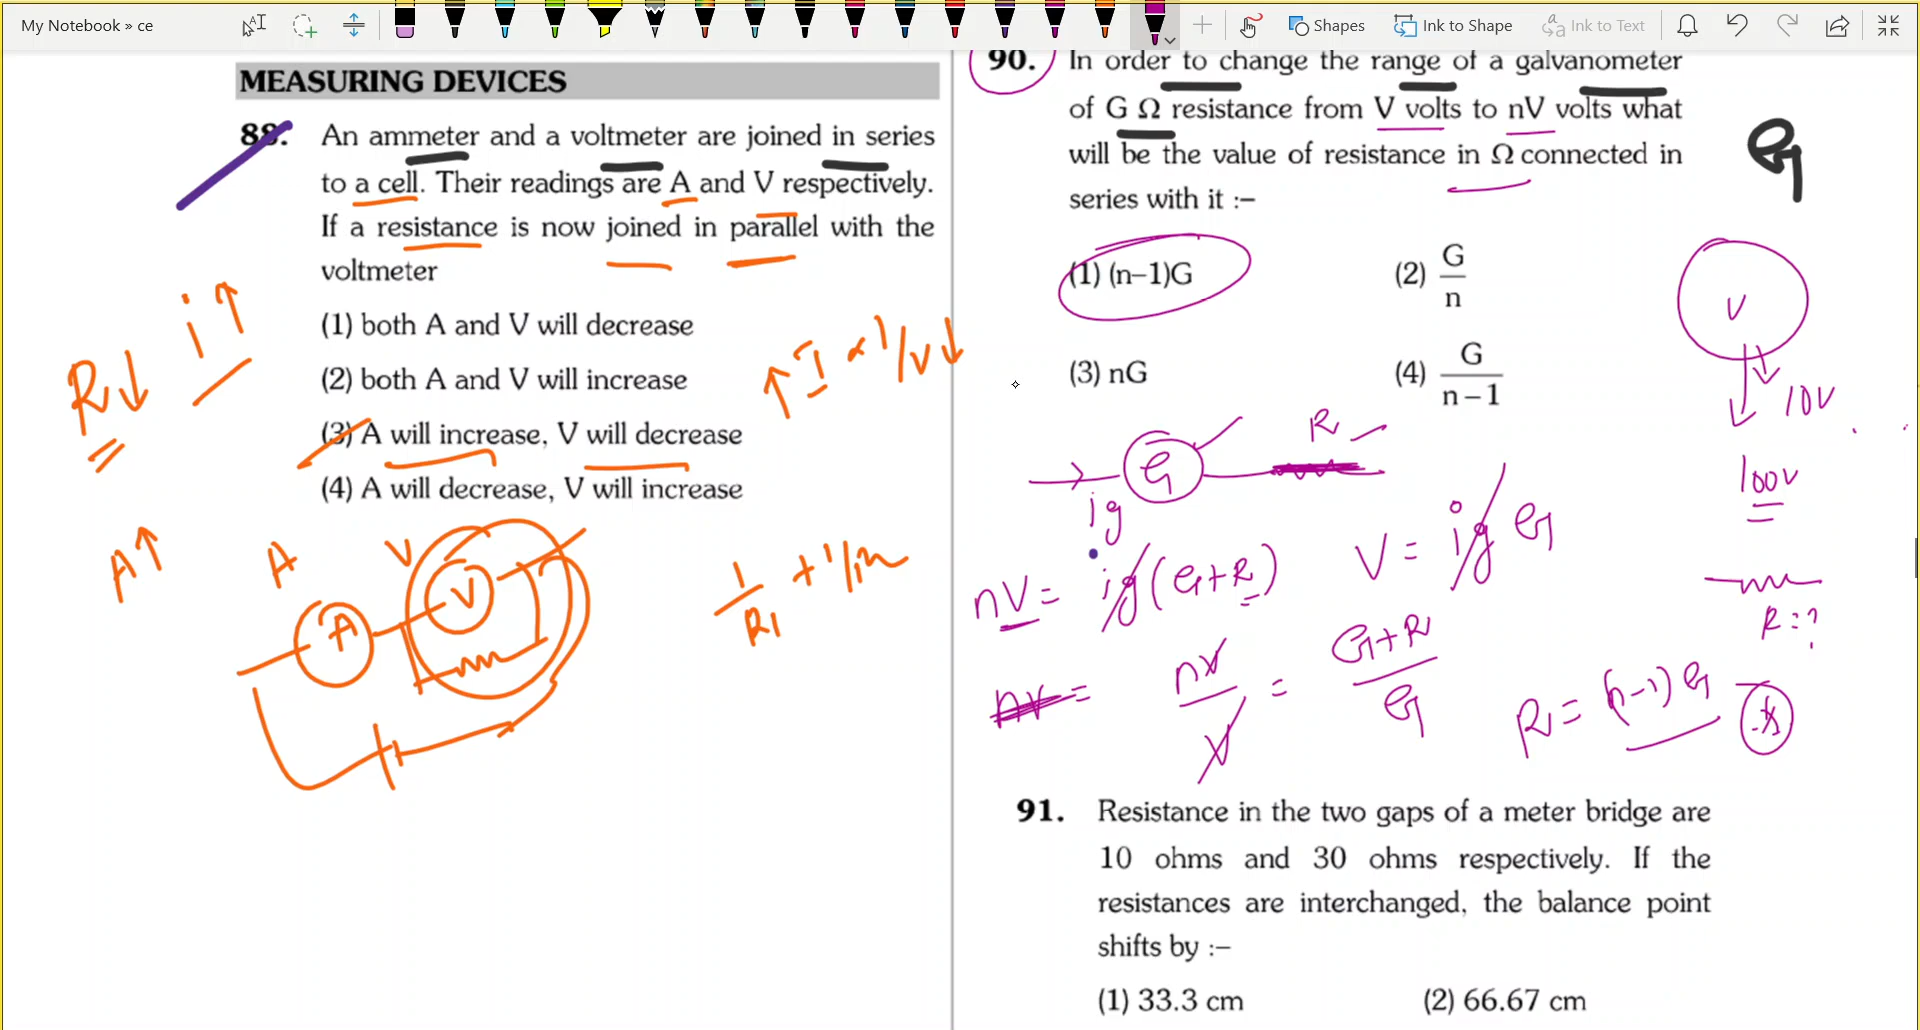 My Notebook » ce
Shapes
Ink to Shape
Ink to Text
MEASURING DEVICES
88. An ammeter and a voltmeter are joined in series
to a cell. Their readings are A and V respectively.
If a resistance is now joined in parallel with the
voltmeter
(1) both A and V will decrease
(2) both A and V will increase
(3) A will increase, V will decrease
(4) A will decrease, V will increase
R↓ i↑
↑I ∝ 1/V↓
A↑
A V
A V
1/R1 + 1/
90. In order to change the range of a galvanometer
of G Ω resistance from V volts to nV volts what
will be the value of resistance in Ω connected in
series with it :–
(1) (n–1)G (2) G/n
(3) nG (4) G/n–1
G
V
10V
100V
R=?
G R
ig
nV = ig(G+R) V = ig G
nV = nV/V = G+R/G
R = (n-1)G
91. Resistance in the two gaps of a meter bridge are
10 ohms and 30 ohms respectively. If the
resistances are interchanged, the balance point
shifts by :–
(1) 33.3 cm (2) 66.67 cm